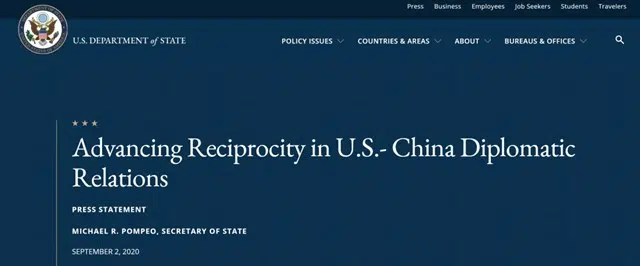 Press Business Employees Job Seekers Students Travelers
U.S. DEPARTMENT of STATE
POLICY ISSUES COUNTRIES & AREAS ABOUT BUREAUS & OFFICES
Advancing Reciprocity in U.S.- China Diplomatic
Relations
PRESS STATEMENT
MICHAEL R. POMPEO, SECRETARY OF STATE
SEPTEMBER 2, 2020